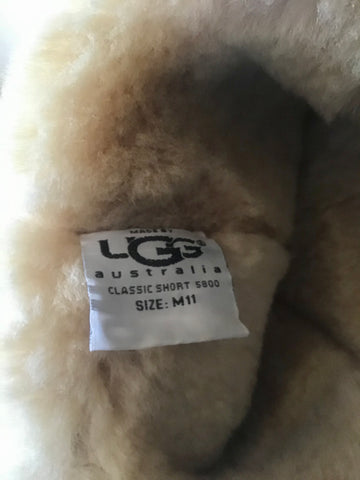 MADE BY
UGG®
australia
CLASSIC SHORT 5800
SIZE: M11